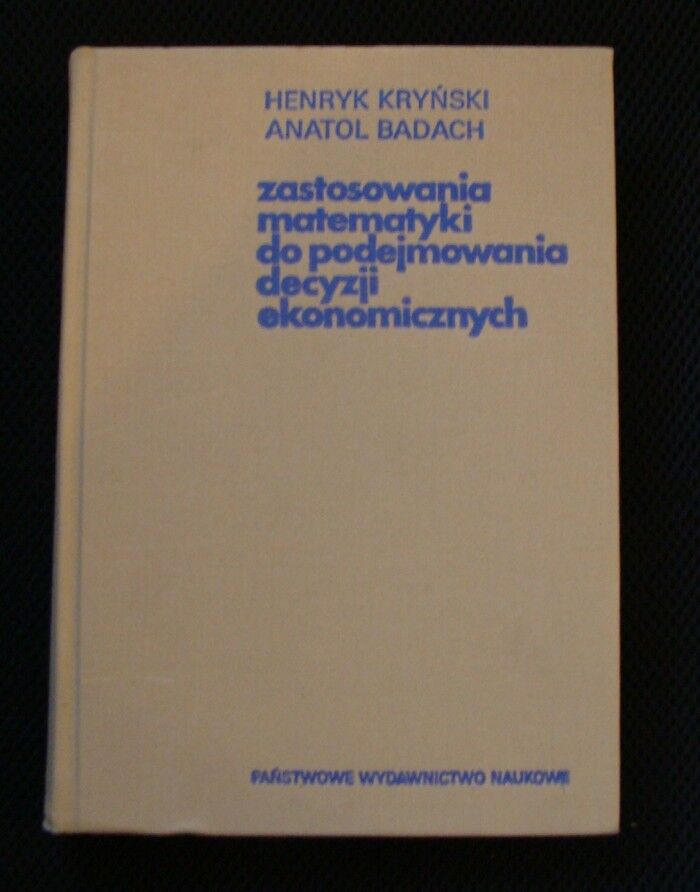 HENRYK KRYŃSKI
ANATOL BADACH
zastosowania
matematyki
do podejmowania
decyzji
ekonomicznych
PAŃSTWOWE WYDAWNICTWO NAUKOWE